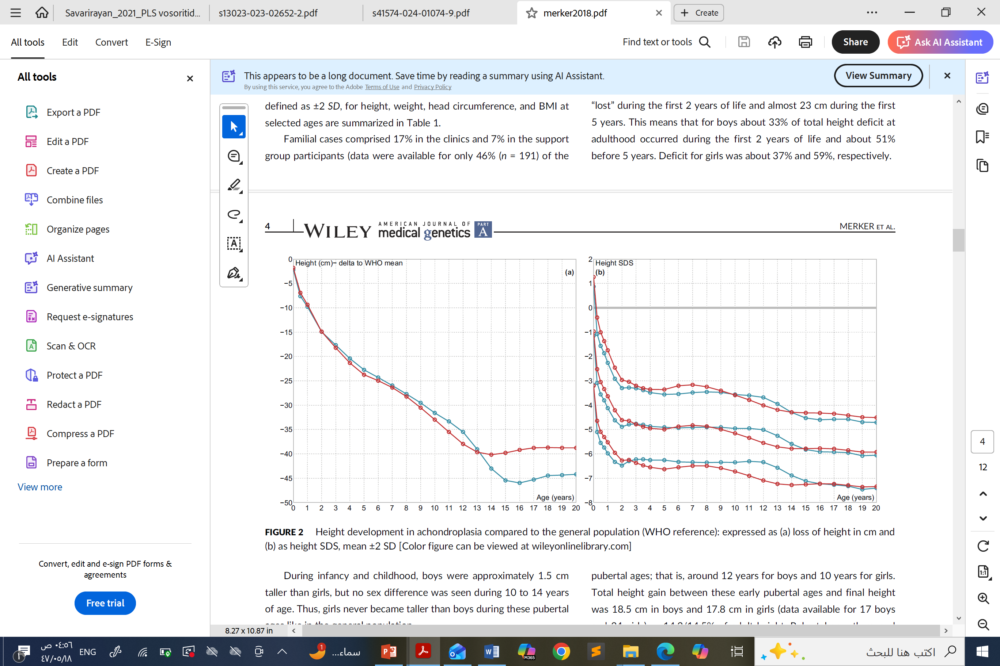 Savarirayan_2021_PLS vosoritid...
s13023-023-02652-2.pdf
s41574-024-01074-9.pdf
merker2018.pdf
Create
All tools
Edit
Convert
E-Sign
Find text or tools
Share
Ask AI Assistant
All tools
Export a PDF
Edit a PDF
Create a PDF
Combine files
Organize pages
AI Assistant
Generative summary
Request e-signatures
Scan & OCR
Protect a PDF
Redact a PDF
Compress a PDF
Prepare a form
View more
Convert, edit and e-sign PDF forms &
agreements
Free trial
This appears to be a long document. Save time by reading a summary using AI Assistant.
By using this service, you agree to the Adobe Terms of Use and Privacy Policy
View Summary
defined as ±2 SD, for height, weight, head circumference, and BMI at
selected ages are summarized in Table 1.
Familial cases comprised 17% in the clinics and 7% in the support
group participants (data were available for only 46% (n = 191) of the
“lost” during the first 2 years of life and almost 23 cm during the first
5 years. This means that for boys about 33% of total height deficit at
adulthood occurred during the first 2 years of life and about 51%
before 5 years. Deficit for girls was about 37% and 59%, respectively.
4
WILEY
AMERICAN JOURNAL OF
medical genetics
PART
A
MERKER ET AL.
Height (cm)− delta to WHO mean
(a)
0
−5
−10
−15
−20
−25
−30
−35
−40
−45
−50
Age (years)
0 1 2 3 4 5 6 7 8 9 10 11 12 13 14 15 16 17 18 19 20
Height SDS
(b)
2
1
0
−1
−2
−3
−4
−5
−6
−7
−8
Age (years)
0 1 2 3 4 5 6 7 8 9 10 11 12 13 14 15 16 17 18 19 20
FIGURE 2 Height development in achondroplasia compared to the general population (WHO reference): expressed as (a) loss of height in cm and
(b) as height SDS, mean ±2 SD [Color figure can be viewed at wileyonlinelibrary.com]
During infancy and childhood, boys were approximately 1.5 cm
taller than girls, but no sex difference was seen during 10 to 14 years
of age. Thus, girls never became taller than boys during these pubertal
pubertal ages; that is, around 12 years for boys and 10 years for girls.
Total height gain between these early pubertal ages and final height
was 18.5 cm in boys and 17.8 cm in girls (data available for 17 boys
8.27 x 10.87 in
4
12
1:1
١
٠٤:٥٦ ص
٤٧/٠٥/١٨
ENG
1
سماء...
M365
اكتب هنا للبحث